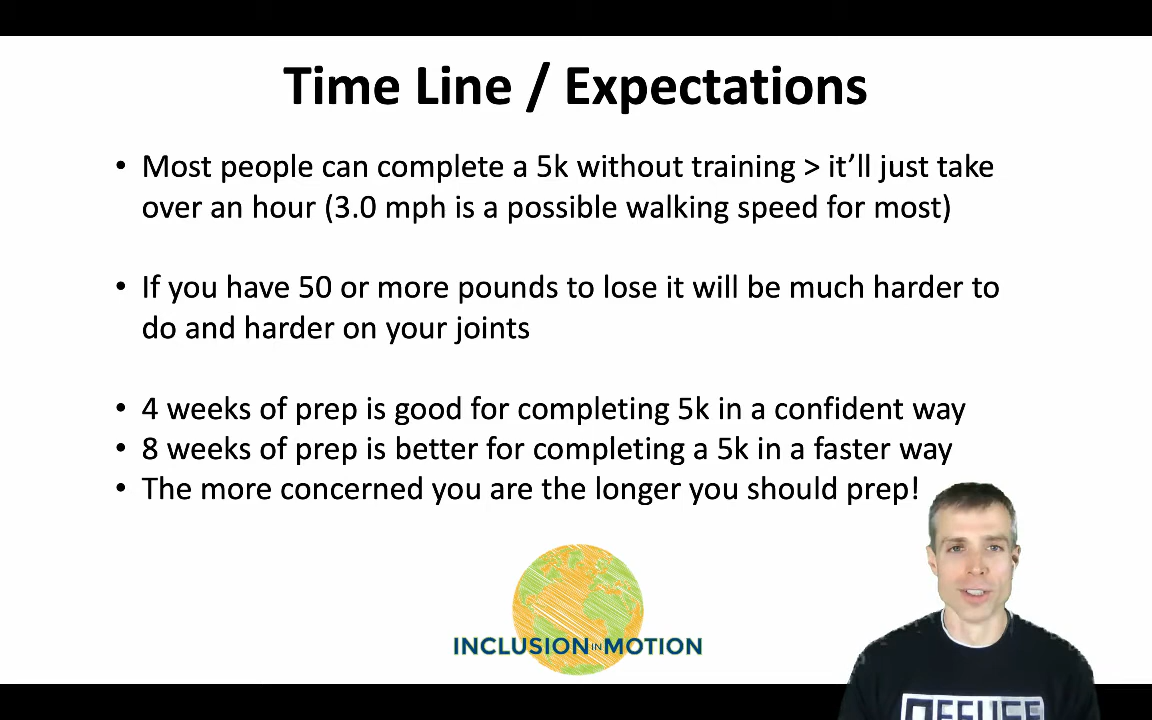 Time Line / Expectations
• Most people can complete a 5k without training > it’ll just take
over an hour (3.0 mph is a possible walking speed for most)
• If you have 50 or more pounds to lose it will be much harder to
do and harder on your joints
• 4 weeks of prep is good for completing 5k in a confident way
• 8 weeks of prep is better for completing a 5k in a faster way
• The more concerned you are the longer you should prep!
INCLUSION IN MOTION